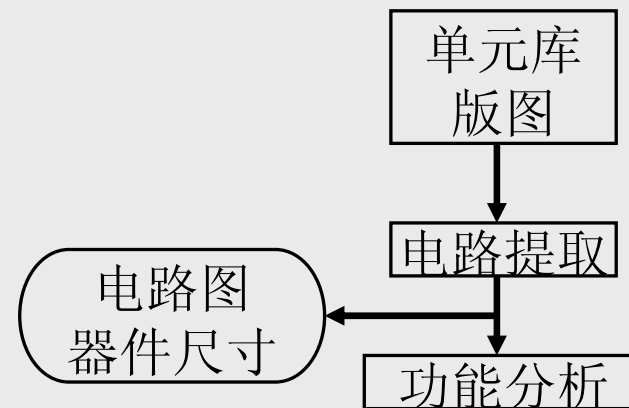 单元库
版图
电路提取
电路图
器件尺寸
功能分析